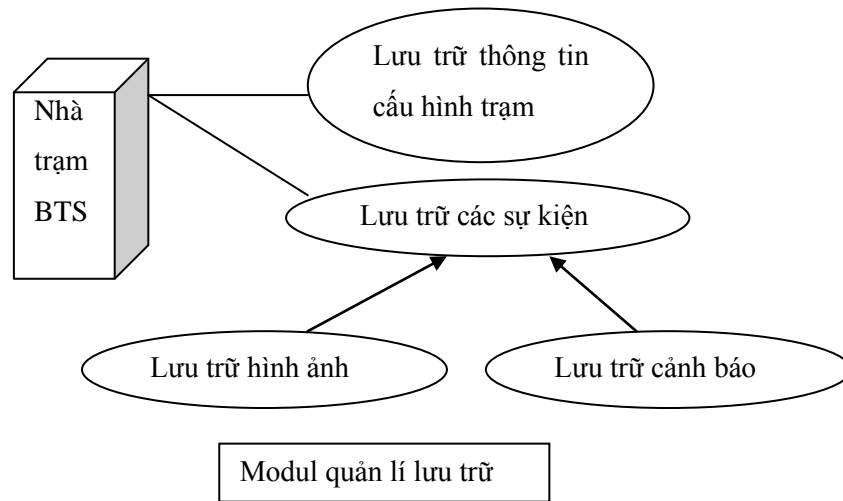 Lưu trữ thông tin
cấu hình trạm
Nhà
trạm
BTS
Lưu trữ các sự kiện
Lưu trữ hình ảnh
Lưu trữ cảnh báo
Modul quản lí lưu trữ